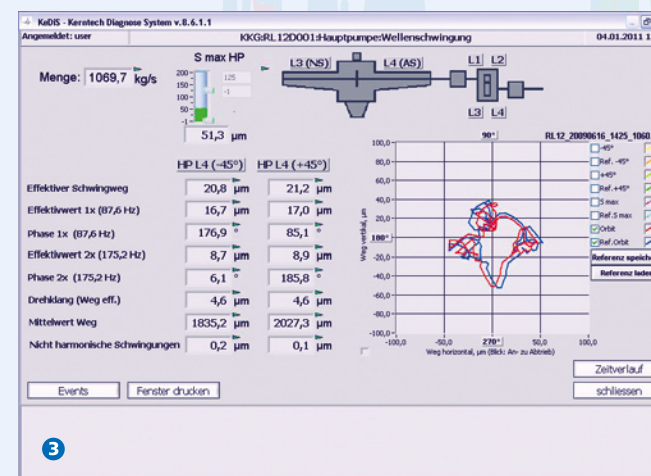 KeDIS - Kerntech Diagnose System v.8.6.1.1
Angemeldet: user KKG:RL12D001:Hauptpumpe:Wellenschwingung 04.01.2011 1
Menge: 1069,7 kg/s
S max HP
200
150
100
50
-1
125
-1
51,3 µm
L3 (NS) L4 (AS) L1 L2
L3 L4
HP L4 (-45°) HP L4 (+45°)
Effektiver Schwingweg 20,8 µm 21,2 µm
Effektivwert 1x (87,6 Hz) 16,7 µm 17,0 µm
Phase 1x (87,6 Hz) 176,9 ° 85,1 °
Effektivwert 2x (175,2 Hz) 8,7 µm 8,9 µm
Phase 2x (175,2 Hz) 6,1 ° 185,8 °
Drehklang (Weg eff.) 4,6 µm 4,6 µm
Mittelwert Weg 1835,2 µm 2027,3 µm
Nicht harmonische Schwingungen 0,2 µm 0,1 µm
90° RL12_20090616_1425_1060
100,0
80,0
60,0
40,0
20,0
180°
-20,0
-40,0
-60,0
-80,0
-100,0
Weg vertikal, µm
-100,0 -50,0 270° 50,0 100,0
Weg horizontal, µm (Blick: An- zu Abtrieb)
-45°
Ref. -45°
+45°
Ref.+45°
S max
Ref.S max
Orbit
Ref.Orbit
Referenz speiche
Referenz lader
Zeitverlauf
Events Fenster drucken schliessen
3